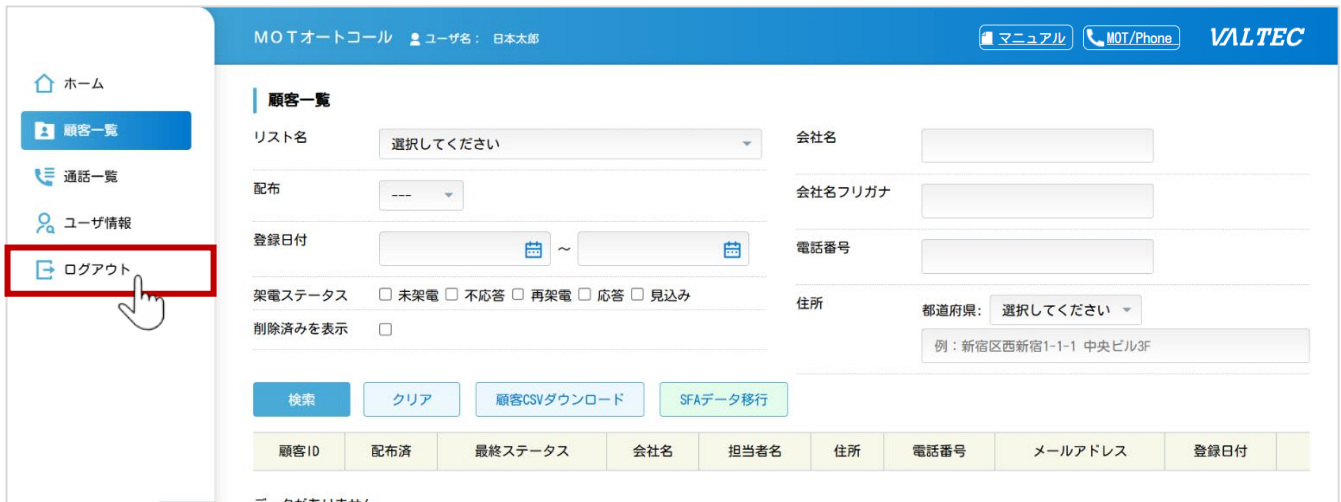 MOTオートコール ユーザ名： 日本太郎
マニュアル
MOT/Phone
VALTEC
ホーム
顧客一覧
通話一覧
ユーザ情報
ログアウト
顧客一覧
リスト名 選択してください
配布 ---
登録日付 ～
架電ステータス 未架電 不応答 再架電 応答 見込み
削除済みを表示
会社名
会社名フリガナ
電話番号
住所 都道府県: 選択してください
例：新宿区西新宿1-1-1 中央ビル3F
検索 クリア 顧客CSVダウンロード SFAデータ移行
顧客ID 配布済 最終ステータス 会社名 担当者名 住所 電話番号 メールアドレス 登録日付